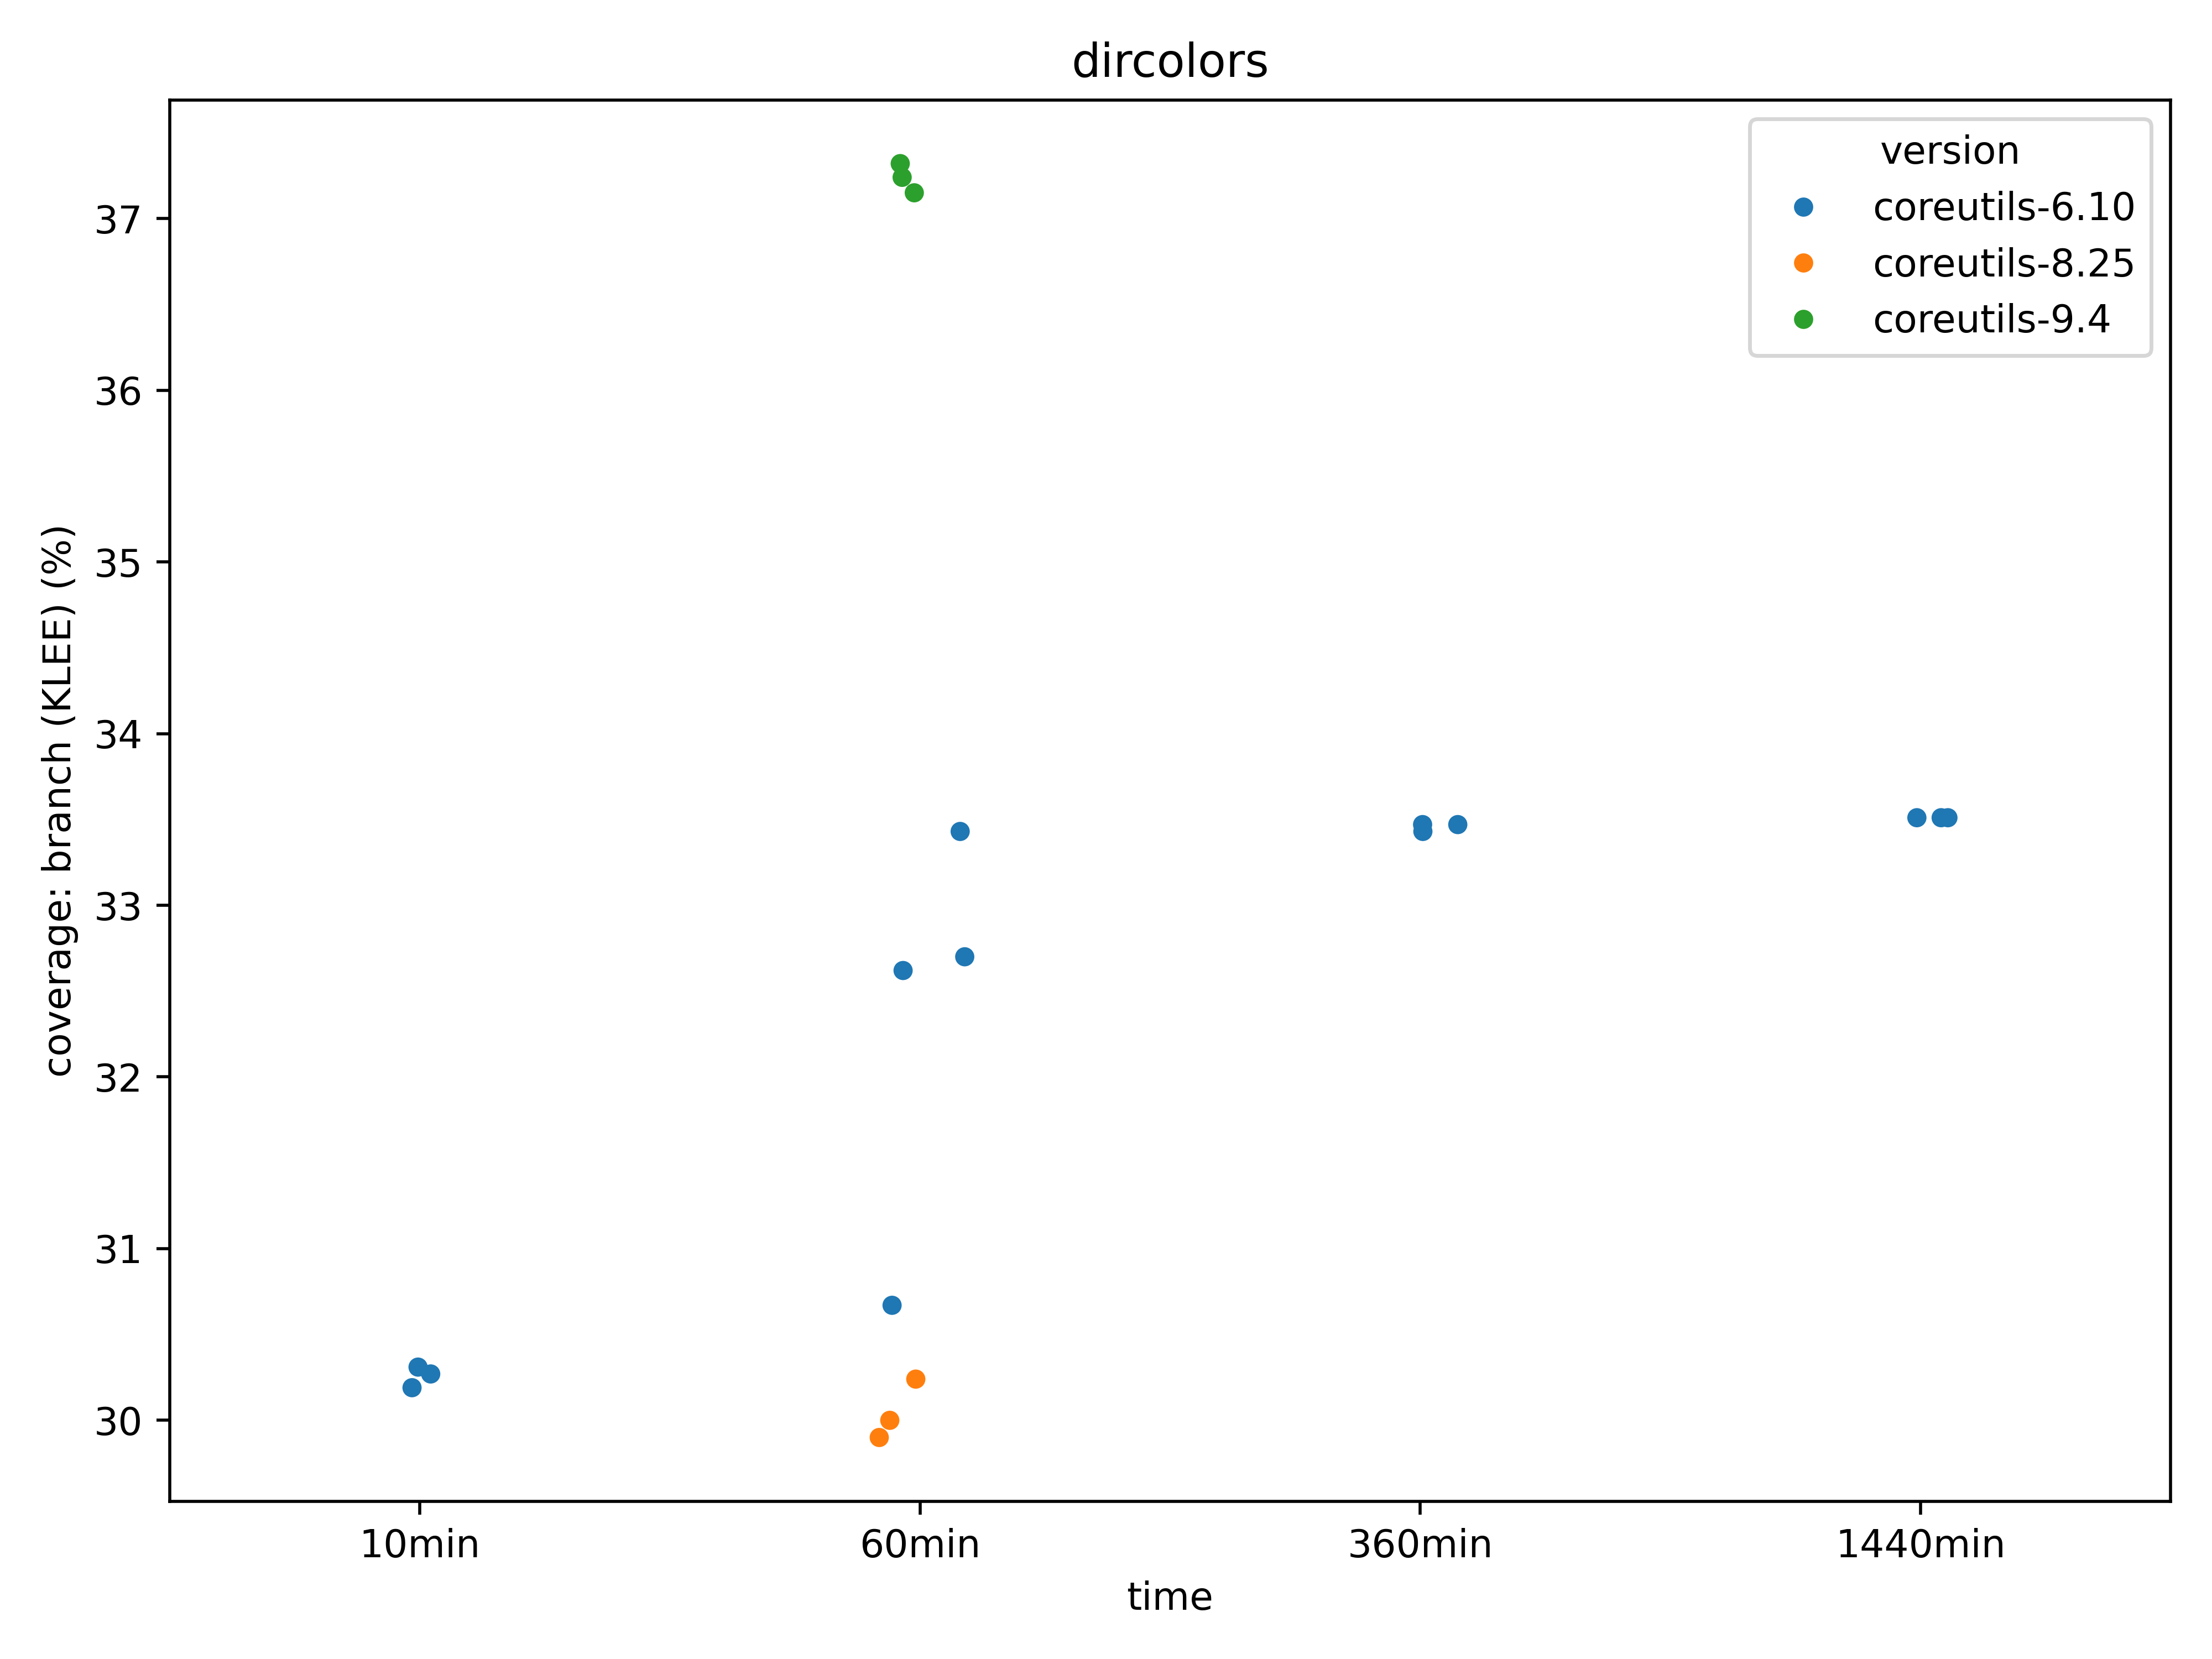 dircolors
version
coreutils-6.10
coreutils-8.25
coreutils-9.4
coverage: branch (KLEE) (%)
37
36
35
34
33
32
31
30
10min
60min
360min
1440min
time